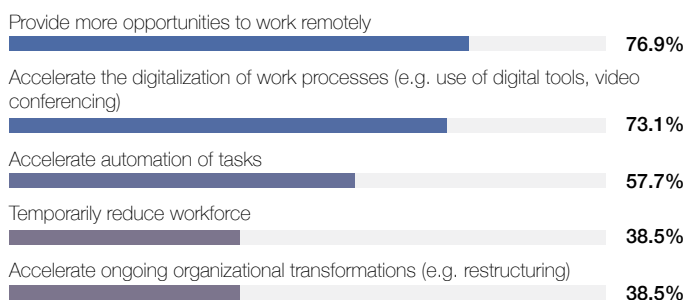 Provide more opportunities to work remotely
76.9%
Accelerate the digitalization of work processes (e.g. use of digital tools, video
conferencing)
73.1%
Accelerate automation of tasks
57.7%
Temporarily reduce workforce
38.5%
Accelerate ongoing organizational transformations (e.g. restructuring)
38.5%